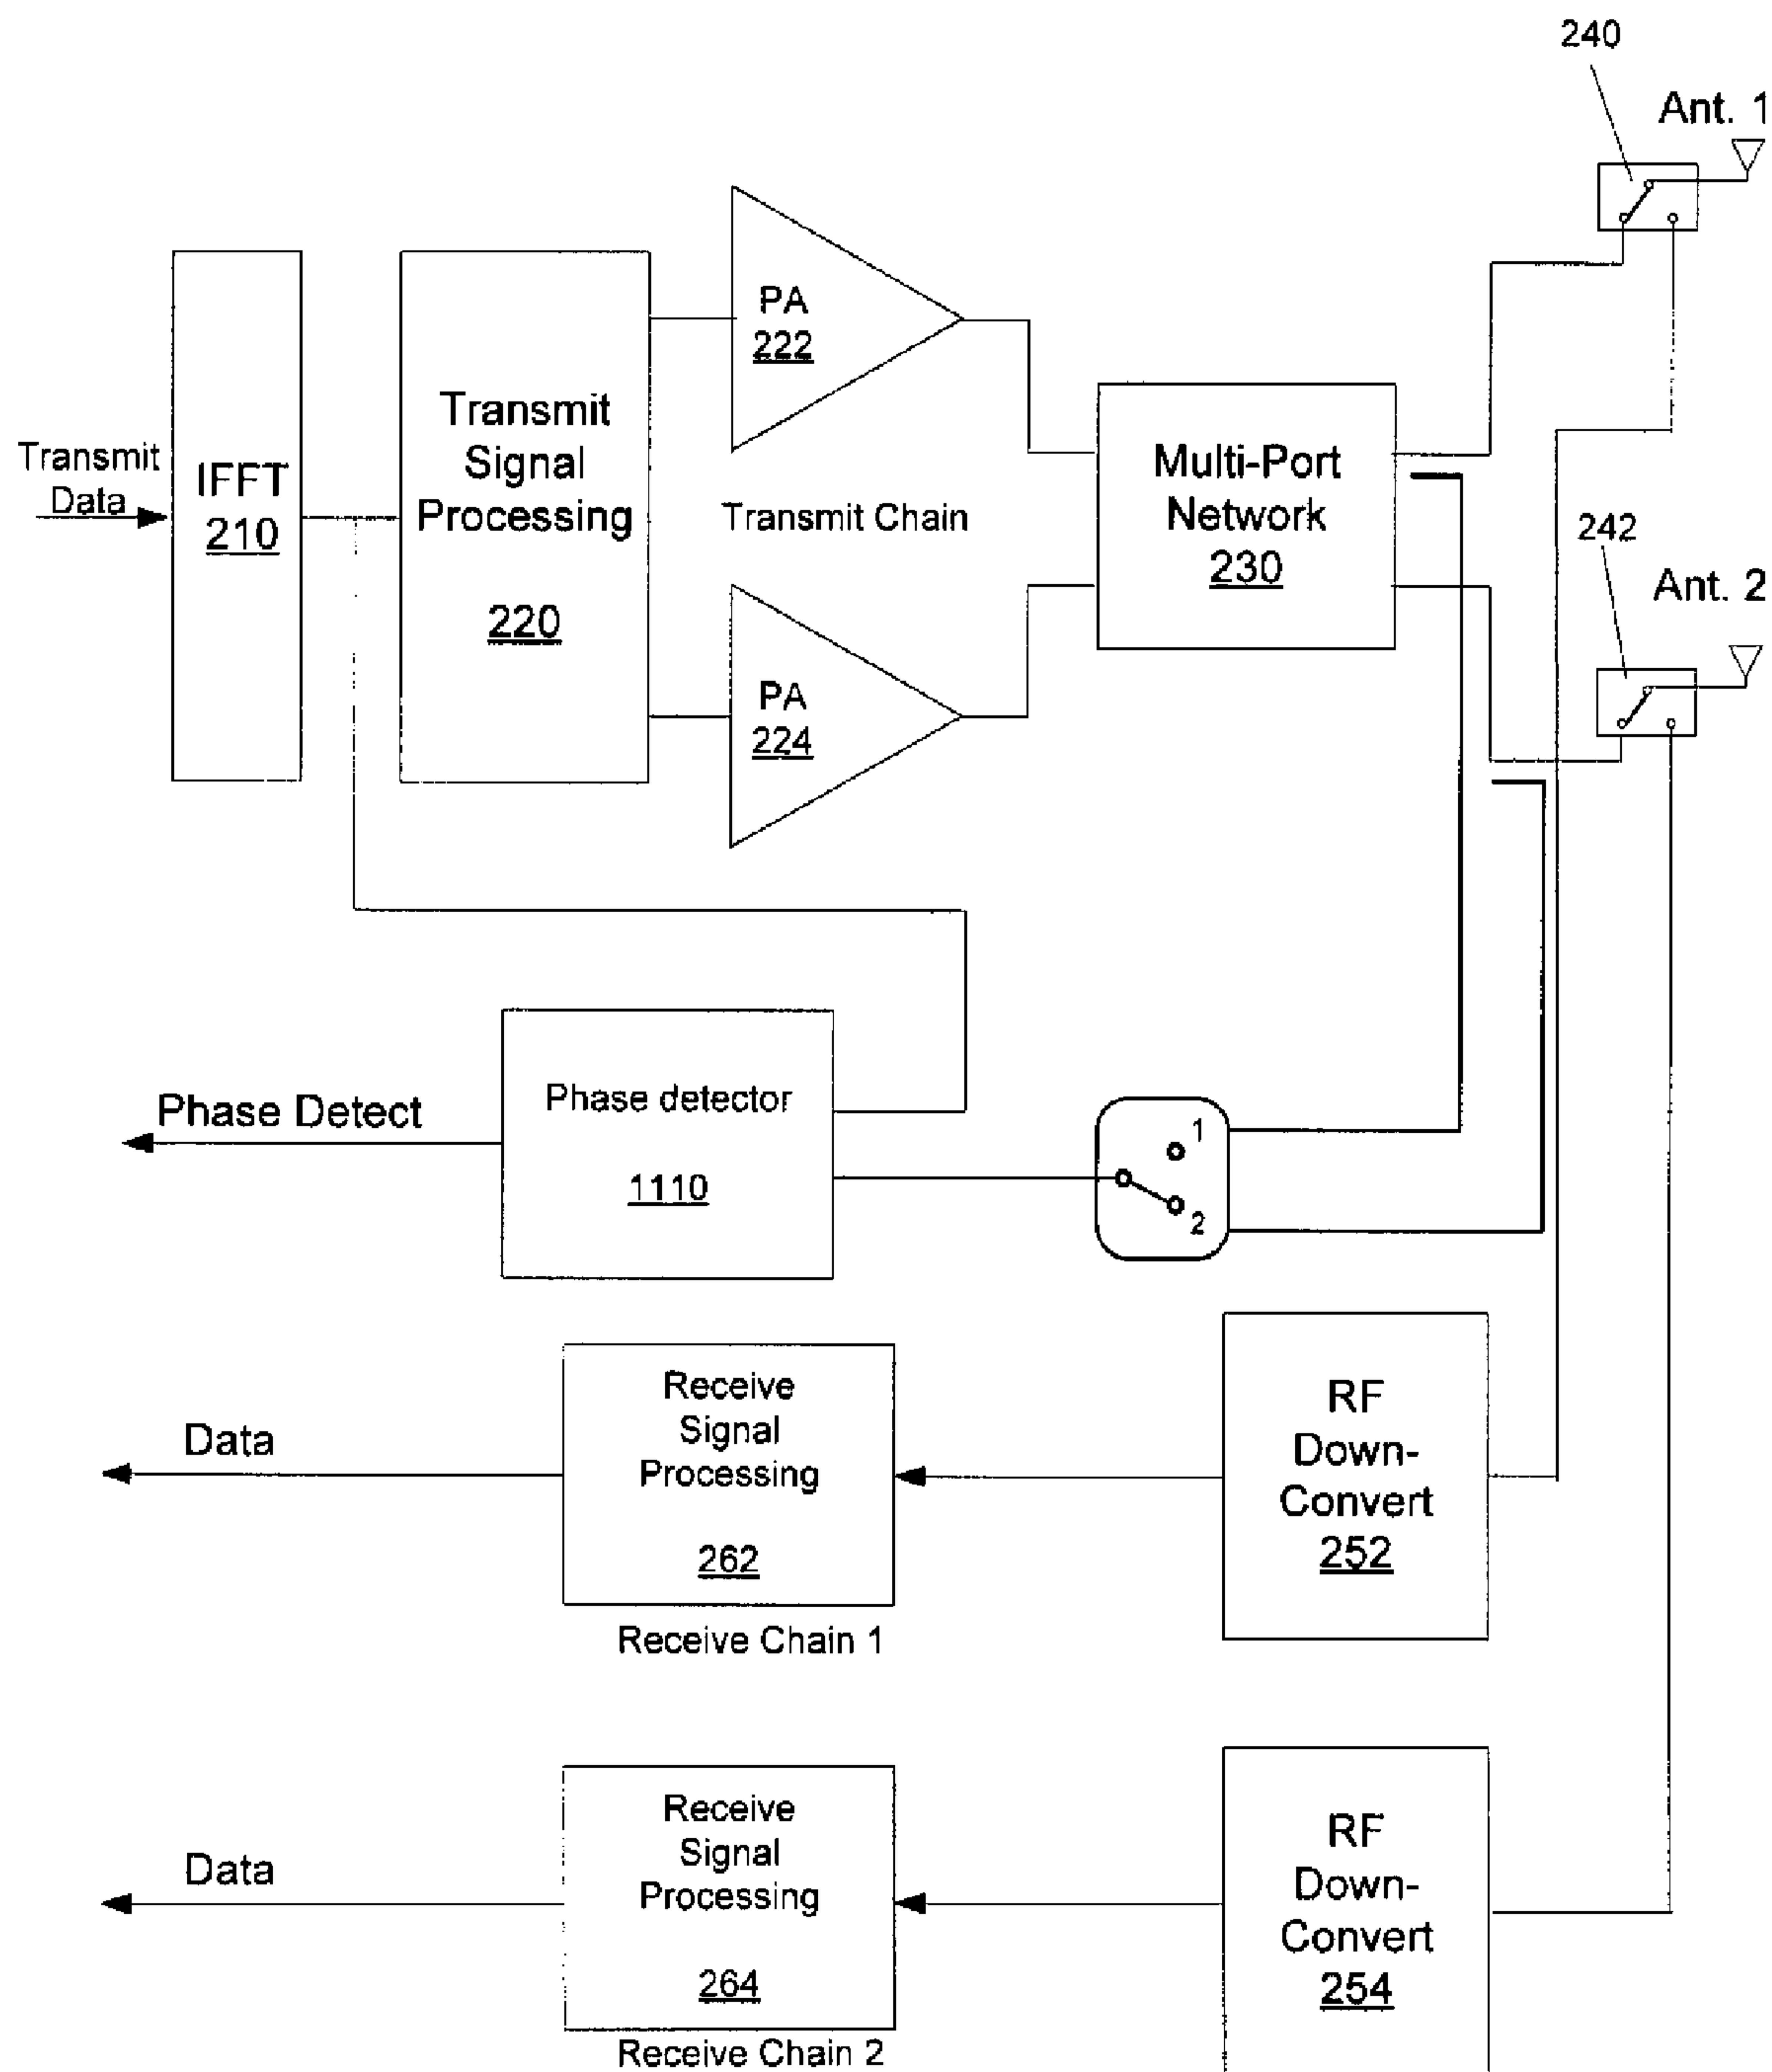 240
Ant. 1
PA
222
Transmit
Signal
Processing
220
Transmit
Data
IFFT
210
Transmit Chain
Multi-Port
Network
230
242
Ant. 2
PA
224
Phase Detect
Phase detector
1110
1
2
Data
Receive
Signal
Processing
262
Receive Chain 1
RF
Down-
Convert
252
Data
Receive
Signal
Processing
264
Receive Chain 2
RF
Down-
Convert
254